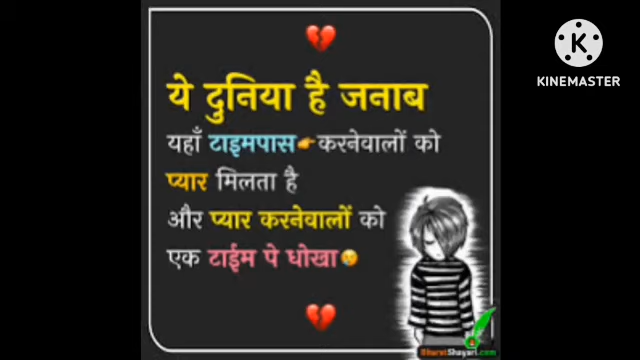 💔
ये दुनिया है जनाब
यहाँ टाइमपास👉करनेवालों को
प्यार मिलता है
और प्यार करनेवालों को
एक टाईम पे धोखा😢
💔
BharatShayari.com
K
KINEMASTER